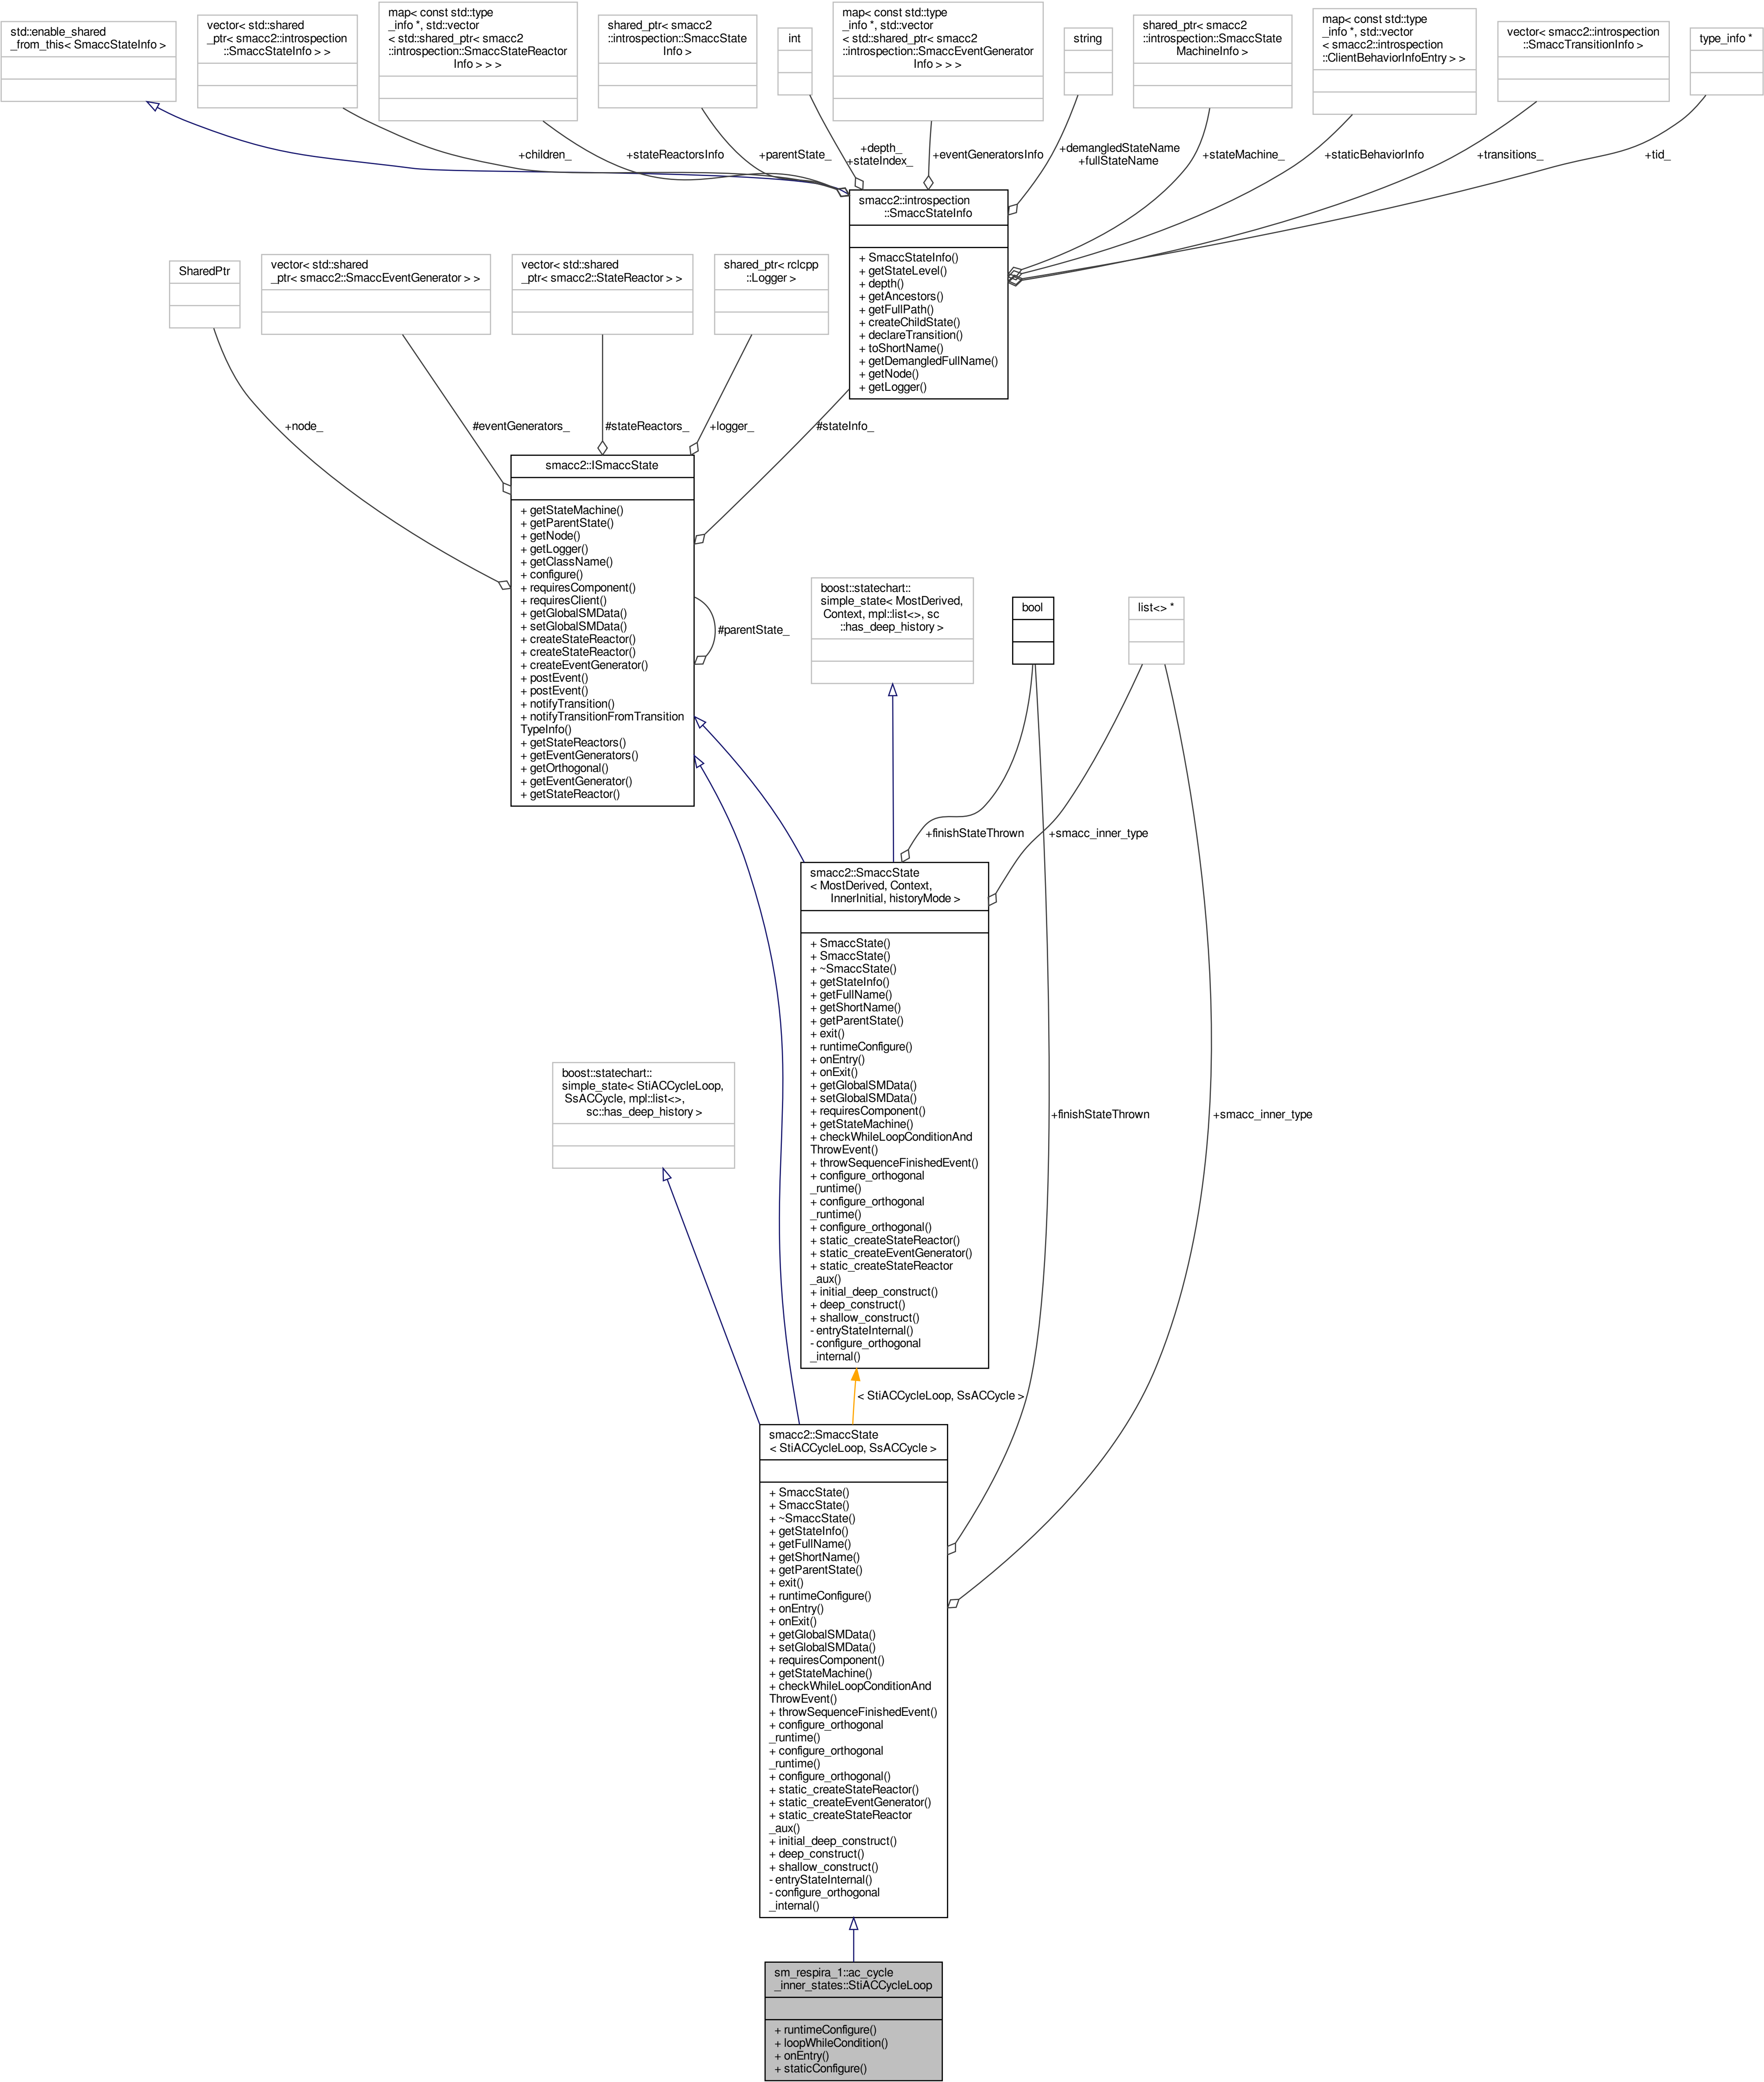 std::enable_shared
_from_this< SmaccStateInfo >
vector< std::shared
_ptr< smacc2::introspection
::SmaccStateInfo > >
map< const std::type
_info *, std::vector
< std::shared_ptr< smacc2
::introspection::SmaccStateReactor
Info > > >
shared_ptr< smacc2
::introspection::SmaccState
Info >
int
map< const std::type
_info *, std::vector
< std::shared_ptr< smacc2
::introspection::SmaccEventGenerator
Info > > >
string
shared_ptr< smacc2
::introspection::SmaccState
MachineInfo >
map< const std::type
_info *, std::vector
< smacc2::introspection
::ClientBehaviorInfoEntry > >
vector< smacc2::introspection
::SmaccTransitionInfo >
type_info *
+children_
+stateReactorsInfo
+parentState_
+depth_
+stateIndex_
+eventGeneratorsInfo
+demangledStateName
+fullStateName
+stateMachine_
+staticBehaviorInfo
+transitions_
+tid_
smacc2::introspection
::SmaccStateInfo
+ SmaccStateInfo()
+ getStateLevel()
+ depth()
+ getAncestors()
+ getFullPath()
+ createChildState()
+ declareTransition()
+ toShortName()
+ getDemangledFullName()
+ getNode()
+ getLogger()
SharedPtr
vector< std::shared
_ptr< smacc2::SmaccEventGenerator > >
vector< std::shared
_ptr< smacc2::StateReactor > >
shared_ptr< rclcpp
::Logger >
+node_
#eventGenerators_
#stateReactors_
+logger_
#stateInfo_
smacc2::ISmaccState
+ getStateMachine()
+ getParentState()
+ getNode()
+ getLogger()
+ getClassName()
+ configure()
+ requiresComponent()
+ requiresClient()
+ getGlobalSMData()
+ setGlobalSMData()
+ createStateReactor()
+ createStateReactor()
+ createEventGenerator()
+ postEvent()
+ postEvent()
+ notifyTransition()
+ notifyTransitionFromTransition
TypeInfo()
+ getStateReactors()
+ getEventGenerators()
+ getOrthogonal()
+ getEventGenerator()
+ getStateReactor()
#parentState_
boost::statechart::
simple_state< MostDerived,
Context, mpl::list<>, sc
::has_deep_history >
bool
list<> *
+finishStateThrown
+smacc_inner_type
smacc2::SmaccState
< MostDerived, Context,
InnerInitial, historyMode >
+ SmaccState()
+ SmaccState()
+ ~SmaccState()
+ getStateInfo()
+ getFullName()
+ getShortName()
+ getParentState()
+ exit()
+ runtimeConfigure()
+ onEntry()
+ onExit()
+ getGlobalSMData()
+ setGlobalSMData()
+ requiresComponent()
+ getStateMachine()
+ checkWhileLoopConditionAnd
ThrowEvent()
+ throwSequenceFinishedEvent()
+ configure_orthogonal
_runtime()
+ configure_orthogonal
_runtime()
+ configure_orthogonal()
+ static_createStateReactor()
+ static_createEventGenerator()
+ static_createStateReactor
_aux()
+ initial_deep_construct()
+ deep_construct()
+ shallow_construct()
- entryStateInternal()
- configure_orthogonal
_internal()
boost::statechart::
simple_state< StiACCycleLoop,
SsACCycle, mpl::list<>,
sc::has_deep_history >
+finishStateThrown
+smacc_inner_type
< StiACCycleLoop, SsACCycle >
smacc2::SmaccState
< StiACCycleLoop, SsACCycle >
+ SmaccState()
+ SmaccState()
+ ~SmaccState()
+ getStateInfo()
+ getFullName()
+ getShortName()
+ getParentState()
+ exit()
+ runtimeConfigure()
+ onEntry()
+ onExit()
+ getGlobalSMData()
+ setGlobalSMData()
+ requiresComponent()
+ getStateMachine()
+ checkWhileLoopConditionAnd
ThrowEvent()
+ throwSequenceFinishedEvent()
+ configure_orthogonal
_runtime()
+ configure_orthogonal
_runtime()
+ configure_orthogonal()
+ static_createStateReactor()
+ static_createEventGenerator()
+ static_createStateReactor
_aux()
+ initial_deep_construct()
+ deep_construct()
+ shallow_construct()
- entryStateInternal()
- configure_orthogonal
_internal()
sm_respira_1::ac_cycle
_inner_states::StiACCycleLoop
+ runtimeConfigure()
+ loopWhileCondition()
+ onEntry()
+ staticConfigure()